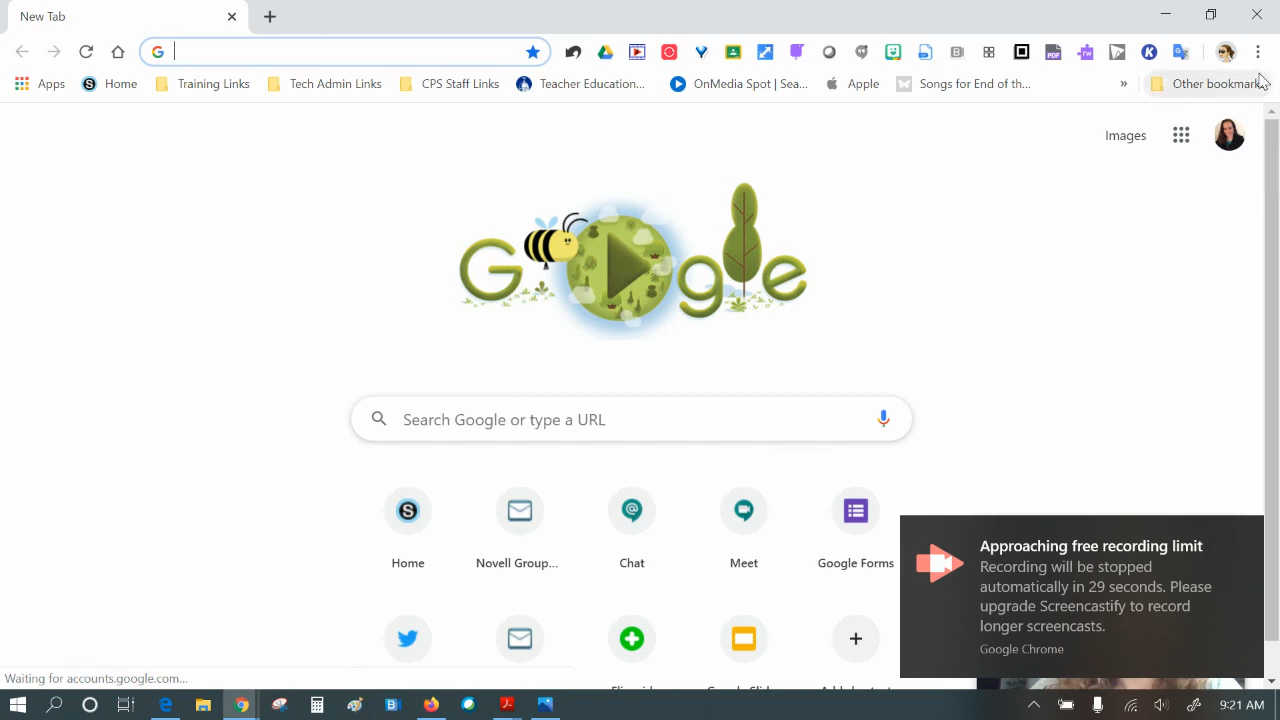 New Tab
Apps Home Training Links Tech Admin Links CPS Staff Links Teacher Education... OnMedia Spot | Sea... Apple Songs for End of th... » Other bookmark
Images
Google
Search Google or type a URL
Home Novell Group... Chat Meet Google Forms
Approaching free recording limit
Recording will be stopped
automatically in 29 seconds. Please
upgrade Screencastify to record
longer screencasts.
Google Chrome
Waiting for accounts.google.com...
9:21 AM